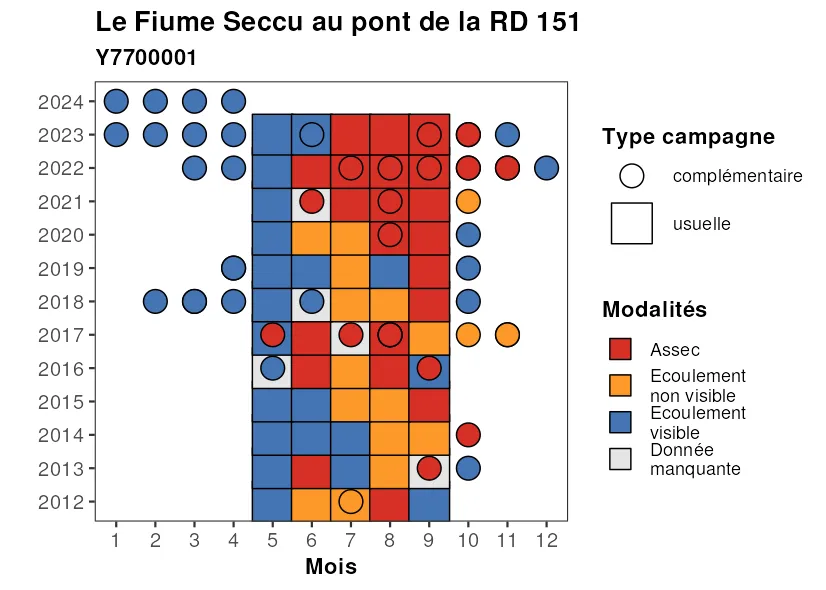 Le Fiume Seccu au pont de la RD 151
Y7700001
2024
2023
2022
2021
2020
2019
2018
2017
2016
2015
2014
2013
2012
1 2 3 4 5 6 7 8 9 10 11 12
Mois
Type campagne
complémentaire
usuelle
Modalités
Assec
Ecoulement
non visible
Ecoulement
visible
Donnée
manquante